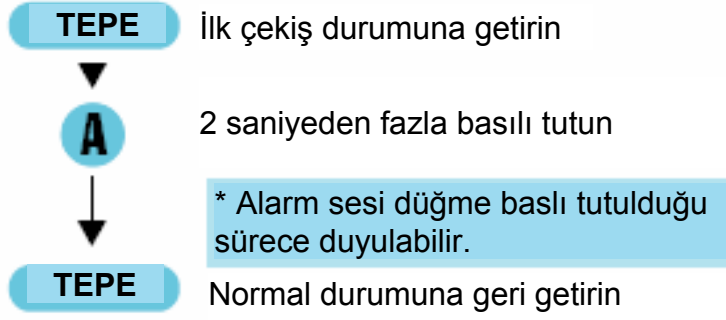 TEPE İlk çekiş durumuna getirin
A 2 saniyeden fazla basılı tutun
* Alarm sesi düğme baslı tutulduğu
sürece duyulabilir.
TEPE Normal durumuna geri getirin